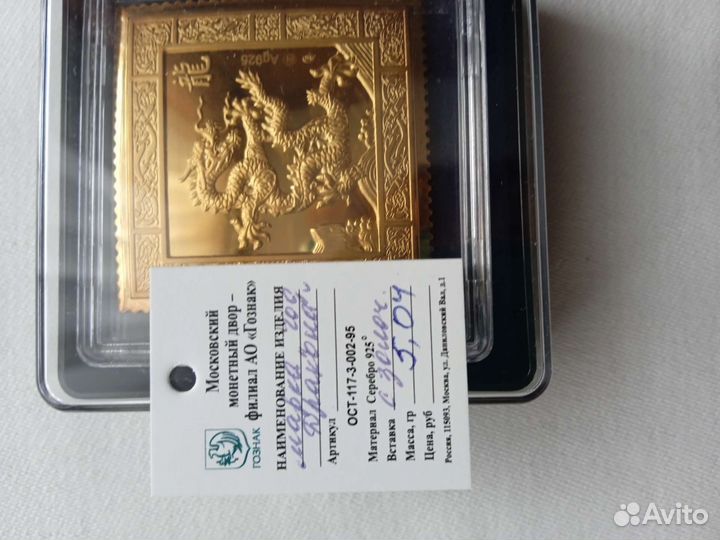 龍
Ag925
Московский
монетный двор –
филиал АО «Гознак»
ГОЗНАК
НАИМЕНОВАНИЕ ИЗДЕЛИЯ
марка год
Дракона"
Артикул
ОСТ-117-3-002-95
Материал Серебро 925°
Вставка с золоч.
Масса, гр 5,04
Цена, руб
Россия, 115093, Москва, ул. Даниловский Вал, д.1
Avito